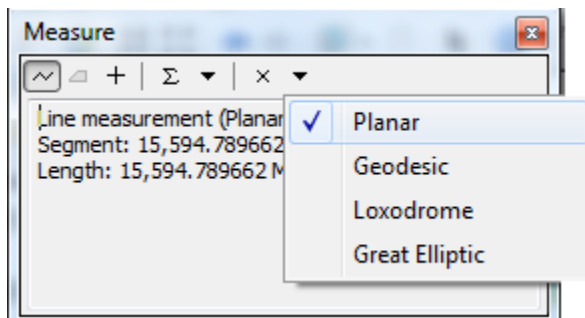 Measure
Line measurement (Planar
Segment: 15,594.789662
Length: 15,594.789662 M
Planar
Geodesic
Loxodrome
Great Elliptic